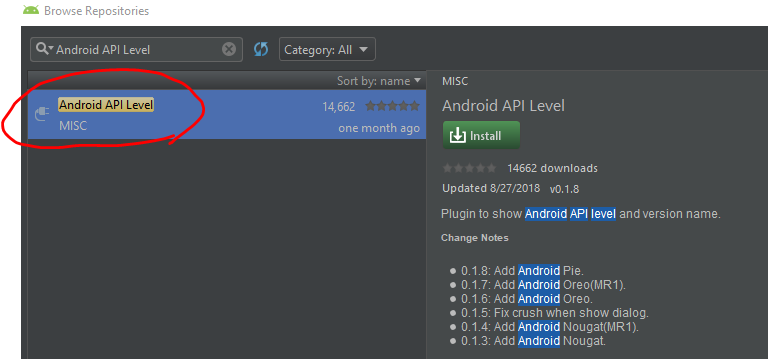 Browse Repositories
Android API Level
Category: All
Sort by: name
Android API Level 14,662
MISC one month ago
MISC
Android API Level
Install
14662 downloads
Updated 8/27/2018 v0.1.8
Plugin to show Android API level and version name.
Change Notes
0.1.8: Add Android Pie.
0.1.7: Add Android Oreo(MR1).
0.1.6: Add Android Oreo.
0.1.5: Fix crush when show dialog.
0.1.4: Add Android Nougat(MR1).
0.1.3: Add Android Nougat.